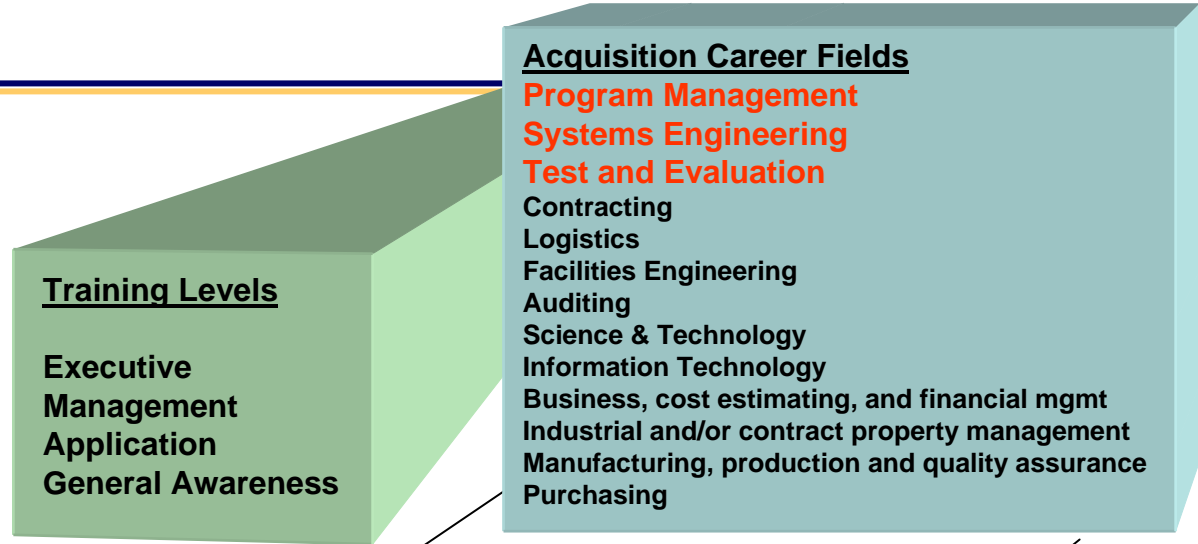 Acquisition Career Fields
Program Management
Systems Engineering
Test and Evaluation
Contracting
Logistics
Facilities Engineering
Auditing
Science & Technology
Information Technology
Business, cost estimating, and financial mgmt
Industrial and/or contract property management
Manufacturing, production and quality assurance
Purchasing
Training Levels
Executive
Management
Application
General Awareness